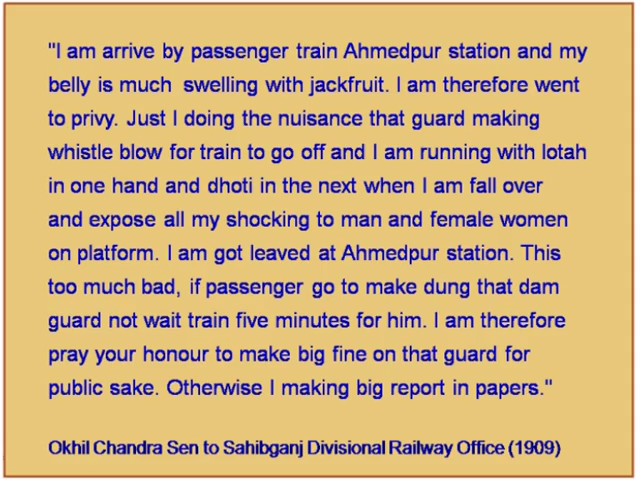 "I am arrive by passenger train Ahmedpur station and my
belly is much swelling with jackfruit. I am therefore went
to privy. Just I doing the nuisance that guard making
whistle blow for train to go off and I am running with lotah
in one hand and dhoti in the next when I am fall over
and expose all my shocking to man and female women
on platform. I am got leaved at Ahmedpur station. This
too much bad, if passenger go to make dung that dam
guard not wait train five minutes for him. I am therefore
pray your honour to make big fine on that guard for
public sake. Otherwise I making big report in papers."
Okhil Chandra Sen to Sahibganj Divisional Railway Office (1909)